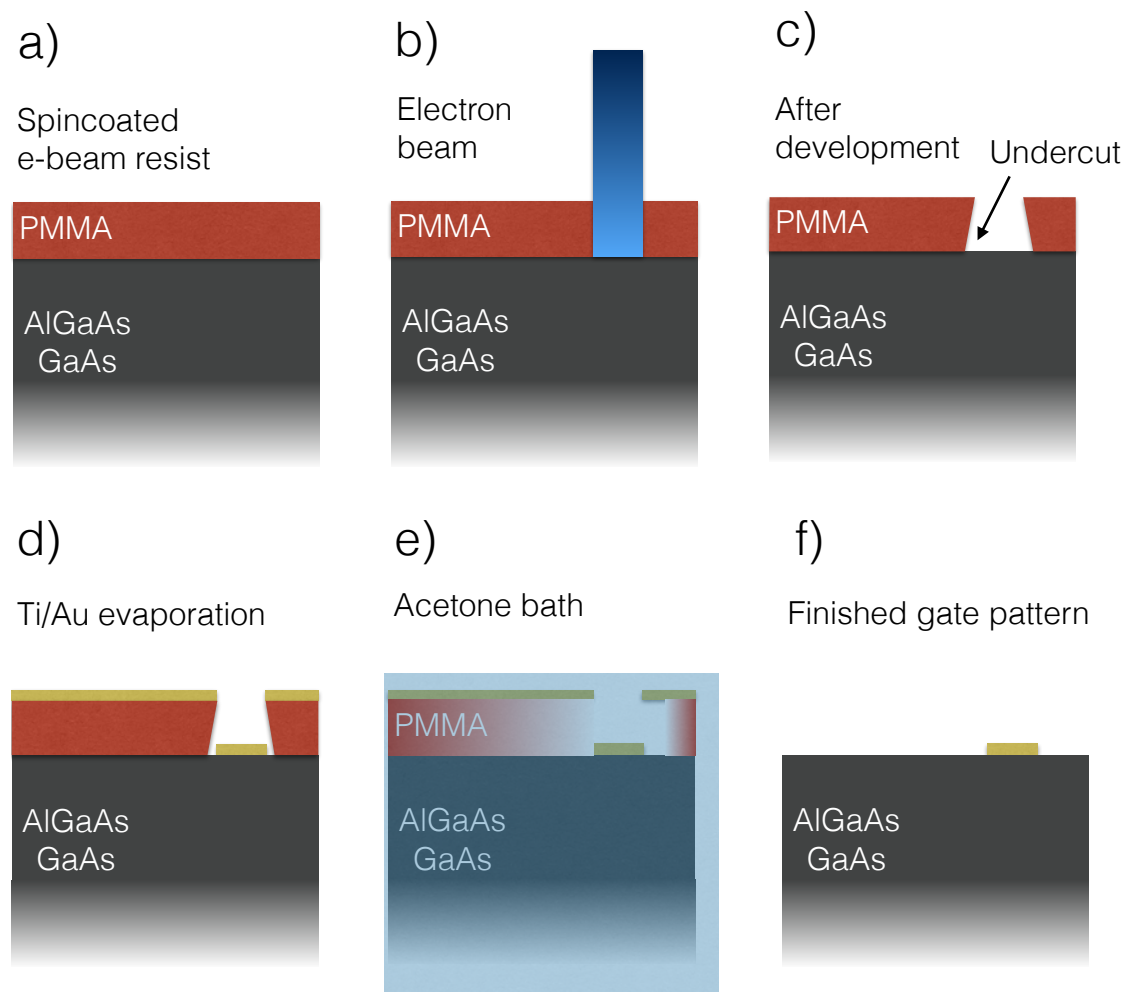 a)
Spincoated
e-beam resist
PMMA
AlGaAs
GaAs
b)
Electron
beam
PMMA
AlGaAs
GaAs
c)
After
development
Undercut
PMMA
AlGaAs
GaAs
d)
Ti/Au evaporation
AlGaAs
GaAs
e)
Acetone bath
PMMA
AlGaAs
GaAs
f)
Finished gate pattern
AlGaAs
GaAs